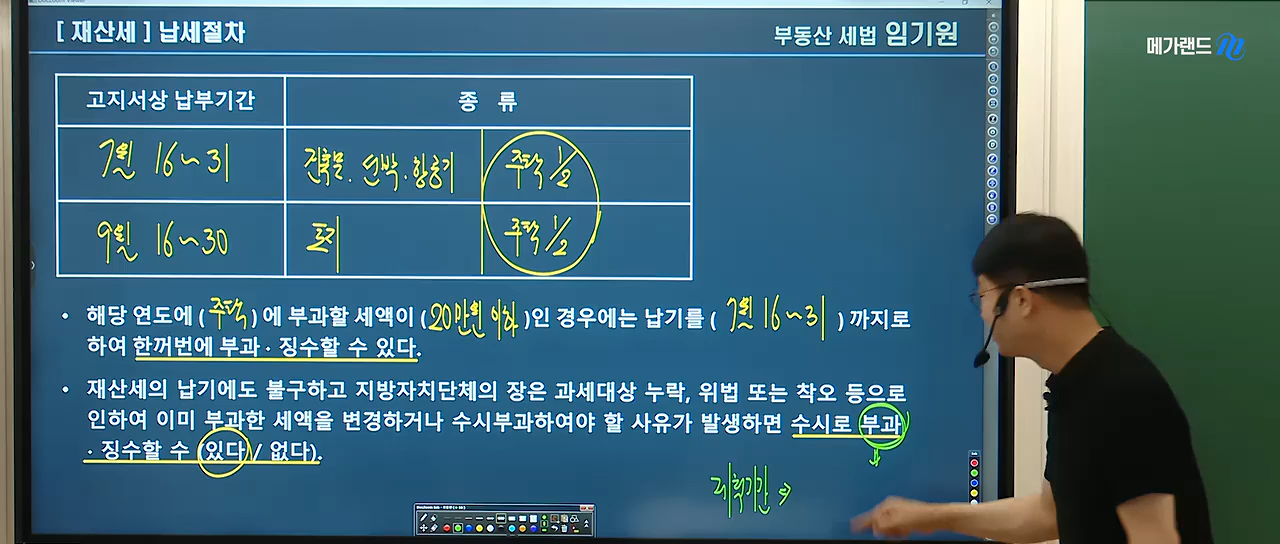 [ 재산세 ] 납세절차
부동산 세법 임기원
메가랜드
고지서상 납부기간 종 류
7월 16~31 건축물. 선박.항공기 주택 1/2
9월 16~30 토지 주택 1/2
• 해당 연도에 ( 주택 ) 에 부과할 세액이 ( 20만원 이하 )인 경우에는 납기를 ( 7월 16~31 ) 까지로
하여 한꺼번에 부과 · 징수할 수 있다.
• 재산세의 납기에도 불구하고 지방자치단체의 장은 과세대상 누락, 위법 또는 착오 등으로
인하여 이미 부과한 세액을 변경하거나 수시부과하여야 할 사유가 발생하면 수시로 부과
· 징수할 수 (있다 / 없다).
제척기간 ⇒